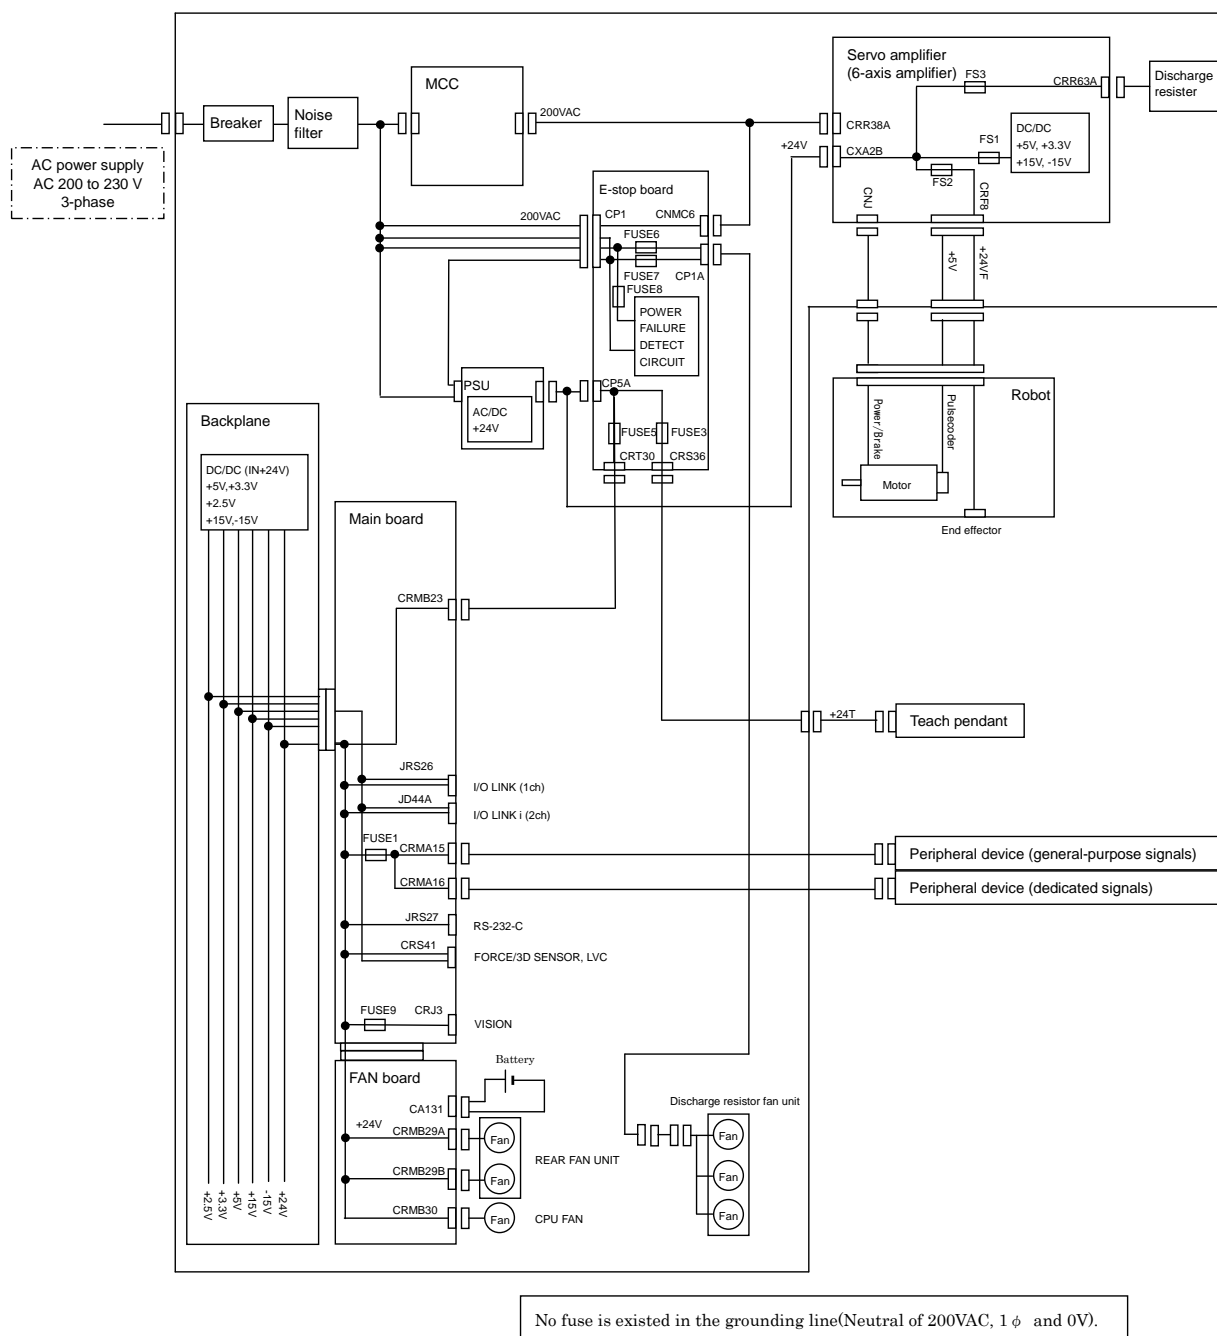 AC power supply
AC 200 to 230 V
3-phase
Breaker
Noise
filter
MCC
200VAC
Servo amplifier
(6-axis amplifier)
FS3
CRR63A
Discharge
resister
CRR38A
+24V
CXA2B
FS1
DC/DC
+5V, +3.3V
+15V, -15V
FS2
CNJ
CRF8
+5V
+24VF
E-stop board
200VAC
CP1
CNMC6
FUSE6
FUSE7
CP1A
FUSE8
POWER
FAILURE
DETECT
CIRCUIT
PSU
AC/DC
+24V
CP5A
FUSE5
FUSE3
CRT30
CRS36
Robot
Power/Brake
Pulsecoder
Motor
End effector
Backplane
DC/DC (IN+24V)
+5V,+3.3V
+2.5V
+15V,-15V
Main board
CRMB23
+24T
Teach pendant
JRS26
I/O LINK (1ch)
JD44A
I/O LINK i (2ch)
FUSE1
CRMA15
Peripheral device (general-purpose signals)
CRMA16
Peripheral device (dedicated signals)
JRS27
RS-232-C
CRS41
FORCE/3D SENSOR, LVC
FUSE9
CRJ3
VISION
FAN board
Battery
CA131
+24V
CRMB29A
Fan
REAR FAN UNIT
CRMB29B
Fan
CRMB30
Fan
CPU FAN
Discharge resistor fan unit
Fan
Fan
Fan
+2.5V
+3.3V
+5V
+15V
-15V
+24V
No fuse is existed in the grounding line(Neutral of 200VAC, 1φ and 0V).